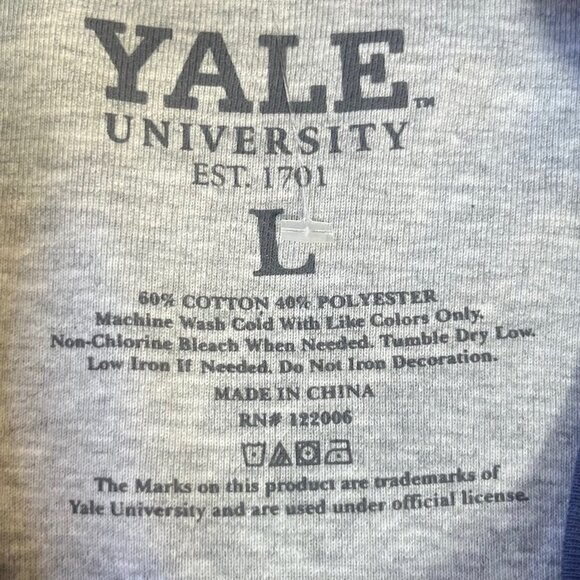 YALE™
UNIVERSITY
EST. 1701
L
60% COTTON 40% POLYESTER
Machine Wash Cold With Like Colors Only.
Non-Chlorine Bleach When Needed. Tumble Dry Low.
Low Iron If Needed. Do Not Iron Decoration.
MADE IN CHINA
RN# 122006
The Marks on this product are trademarks of
Yale University and are used under official license.